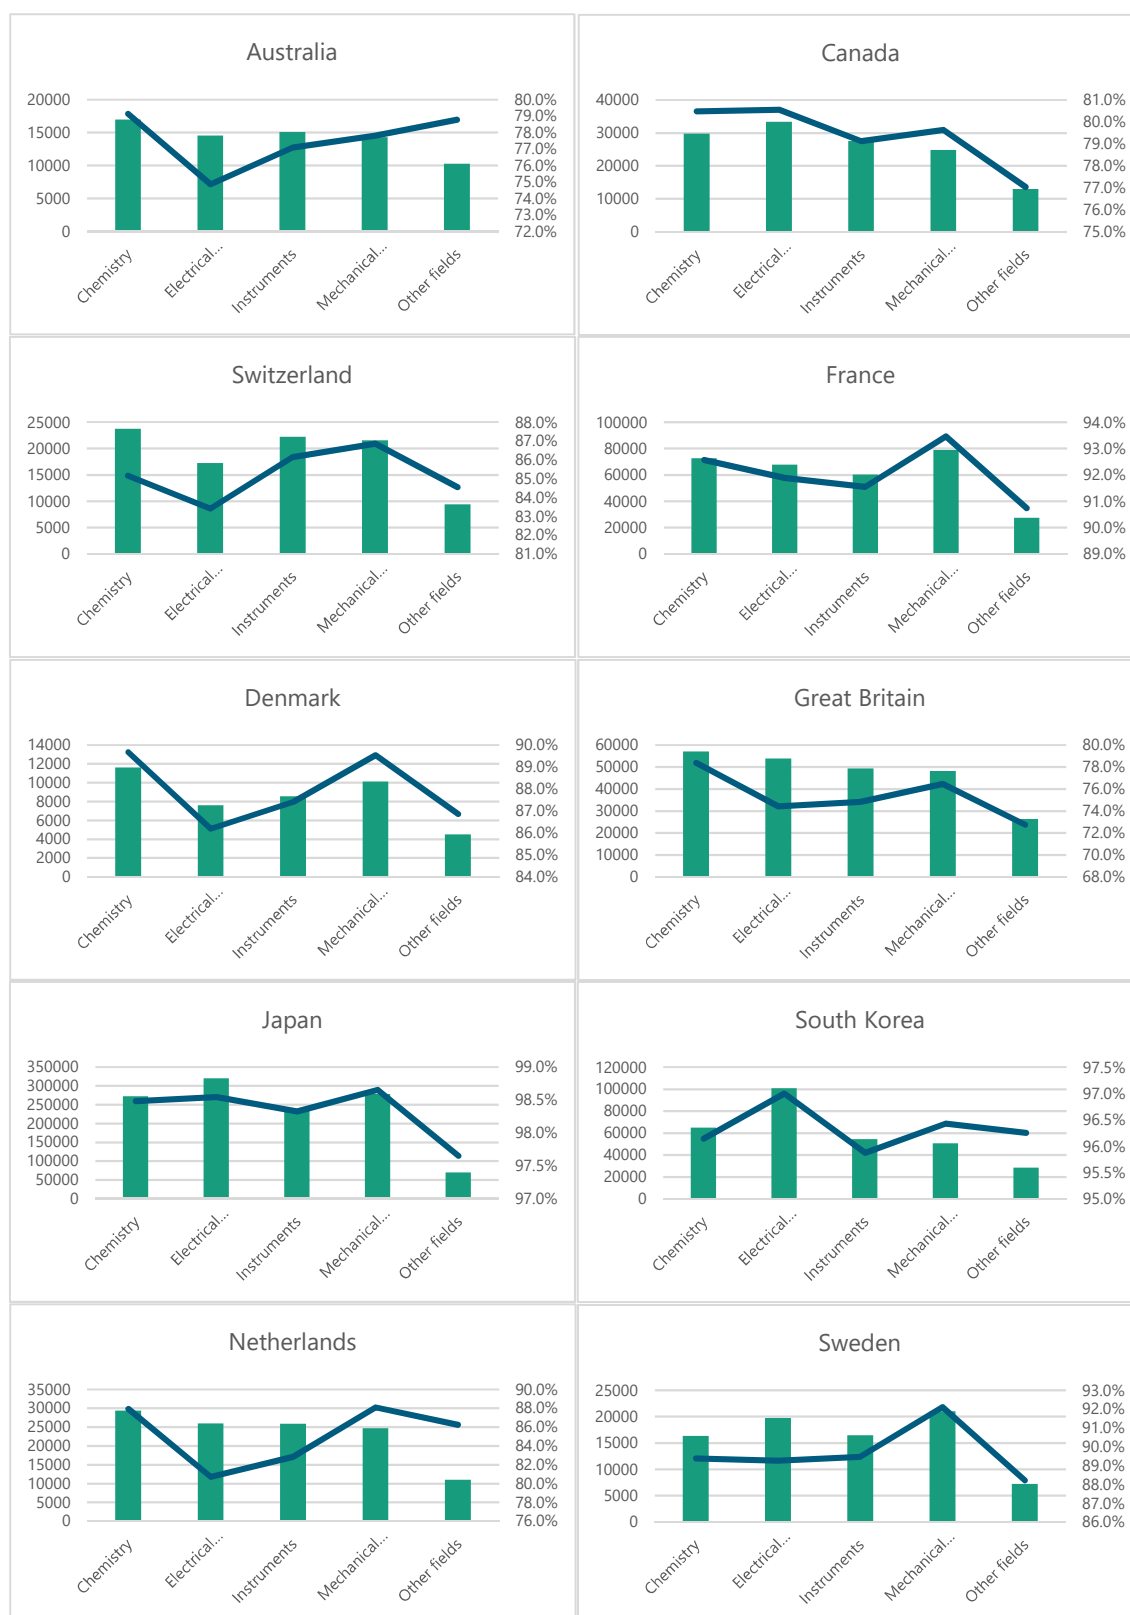 Australia
20000
15000
10000
5000
0
80.0%
79.0%
78.0%
77.0%
76.0%
75.0%
74.0%
73.0%
72.0%
Chemistry
Electrical...
Instruments
Mechanical...
Other fields
Canada
40000
30000
20000
10000
0
81.0%
80.0%
79.0%
78.0%
77.0%
76.0%
75.0%
Chemistry
Electrical...
Instruments
Mechanical...
Other fields
Switzerland
25000
20000
15000
10000
5000
0
88.0%
87.0%
86.0%
85.0%
84.0%
83.0%
82.0%
81.0%
Chemistry
Electrical...
Instruments
Mechanical...
Other fields
France
100000
80000
60000
40000
20000
0
94.0%
93.0%
92.0%
91.0%
90.0%
89.0%
Chemistry
Electrical...
Instruments
Mechanical...
Other fields
Denmark
14000
12000
10000
8000
6000
4000
2000
0
90.0%
89.0%
88.0%
87.0%
86.0%
85.0%
84.0%
Chemistry
Electrical...
Instruments
Mechanical...
Other fields
Great Britain
60000
50000
40000
30000
20000
10000
0
80.0%
78.0%
76.0%
74.0%
72.0%
70.0%
68.0%
Chemistry
Electrical...
Instruments
Mechanical...
Other fields
Japan
350000
300000
250000
200000
150000
100000
50000
0
99.0%
98.5%
98.0%
97.5%
97.0%
Chemistry
Electrical...
Instruments
Mechanical...
Other fields
South Korea
120000
100000
80000
60000
40000
20000
0
97.5%
97.0%
96.5%
96.0%
95.5%
95.0%
Chemistry
Electrical...
Instruments
Mechanical...
Other fields
Netherlands
35000
30000
25000
20000
15000
10000
5000
0
90.0%
88.0%
86.0%
84.0%
82.0%
80.0%
78.0%
76.0%
Chemistry
Electrical...
Instruments
Mechanical...
Other fields
Sweden
25000
20000
15000
10000
5000
0
93.0%
92.0%
91.0%
90.0%
89.0%
88.0%
87.0%
86.0%
Chemistry
Electrical...
Instruments
Mechanical...
Other fields